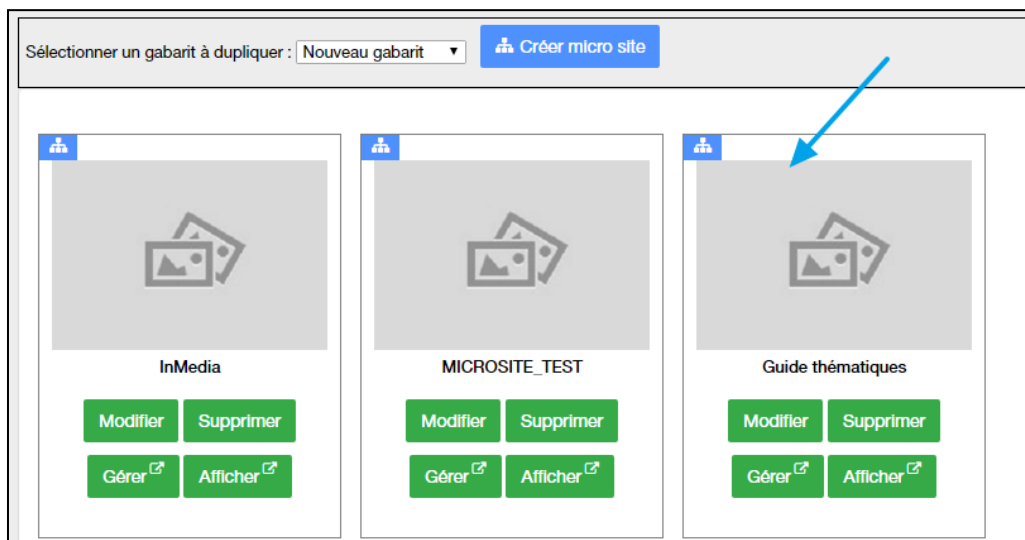 Sélectionner un gabarit à dupliquer : Nouveau gabarit Créer micro site
InMedia
Modifier Supprimer
Gérer Afficher
MICROSITE_TEST
Modifier Supprimer
Gérer Afficher
Guide thématiques
Modifier Supprimer
Gérer Afficher